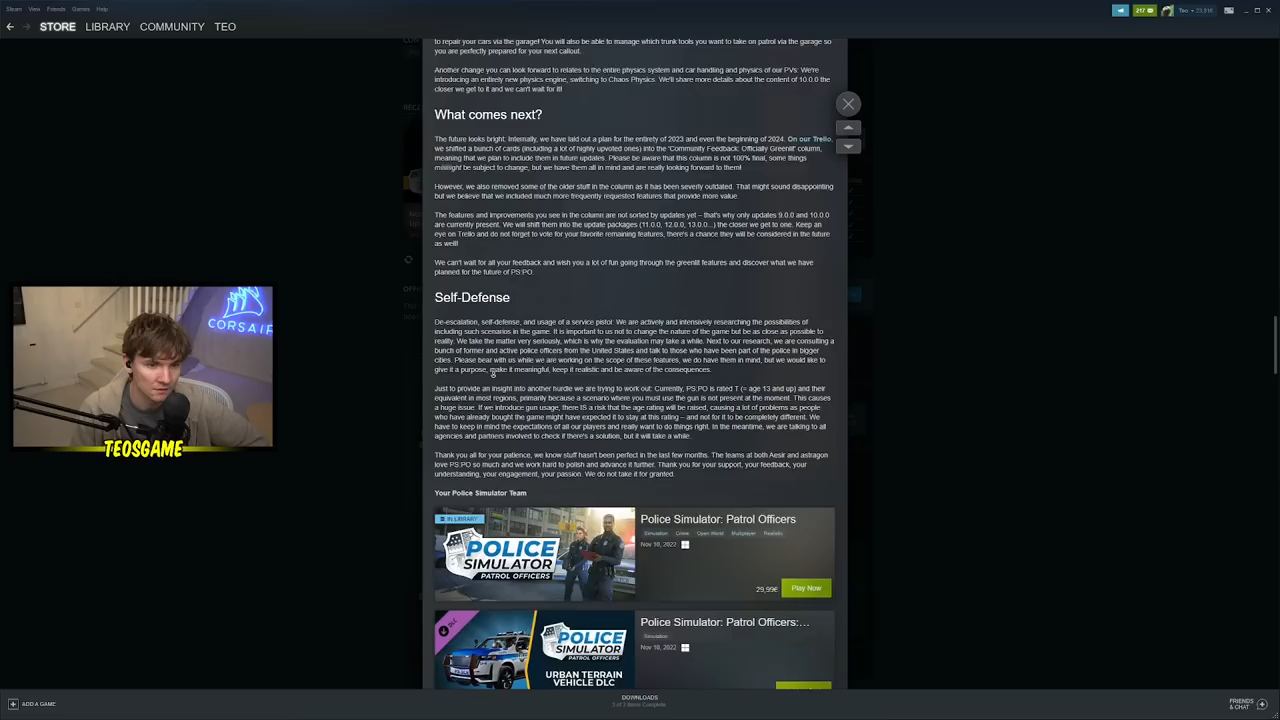 Steam View Friends Games Help
217
Teo
23,91€
STORE LIBRARY COMMUNITY TEO
to repair your cars via the garage! You will also be able to manage which trunk tools you want to take on patrol via the garage so
you are perfectly prepared for your next callout.
Another change you can look forward to relates to the entire physics system and car handling and physics of our PVs: We're
introducing an entirely new physics engine, switching to Chaos Physics. We'll share more details about the content of 10.0.0 the
closer we get to it and we can't wait for it!
What comes next?
The future looks bright: Internally, we have laid out a plan for the entirety of 2023 and even the beginning of 2024. On our Trello,
we shifted a bunch of cards (including a lot of highly upvoted ones) into the 'Community Feedback: Officially Greenlit' column,
meaning that we plan to include them in future updates. Please be aware that this column is not 100% final, some things
might be subject to change, but we have them all in mind and are really looking forward to them!
However, we also removed some of the older stuff in the column as it has been severly outdated. That might sound disappointing
but we believe that we included much more frequently requested features that provide more value.
The features and improvements you see in the column are not sorted by updates yet – that's why only updates 9.0.0 and 10.0.0
are currently present. We will shift them into the update packages (11.0.0, 12.0.0, 13.0.0...) the closer we get to one. Keep an
eye on Trello and do not forget to vote for your favorite remaining features, there's a chance they will be considered in the future
as well!
We can't wait for all your feedback and wish you a lot of fun going through the greenlit features and discover what we have
planned for the future of PS:PO.
Self-Defense
De-escalation, self-defense, and usage of a service pistol: We are actively and intensively researching the possibilities of
including such scenarios in the game. It is important to us not to change the nature of the game but be as close as possible to
reality. We take the matter very seriously, which is why the evaluation may take a while. Next to our research, we are consulting a
bunch of former and active police officers from the United States and talk to those who have been part of the police in bigger
cities. Please bear with us while we are working on the scope of these features, we do have them in mind, but we would like to
give it a purpose, make it meaningful, keep it realistic and be aware of the consequences.
Just to provide an insight into another hurdle we are trying to work out: Currently, PS:PO is rated T (= age 13 and up) and their
equivalent in most regions, primarily because a scenario where you must use the gun is not present at the moment. This causes
a huge issue. If we introduce gun usage, there IS a risk that the age rating will be raised, causing a lot of problems as people
who have already bought the game might have expected it to stay at this rating – and not for it to be completely different. We
have to keep in mind the expectations of all our players and really want to do things right. In the meantime, we are talking to all
agencies and partners involved to check if there's a solution, but it will take a while.
Thank you all for your patience, we know stuff hasn't been perfect in the last few months. The teams at both Aesir and astragon
love PS:PO so much and we work hard to polish and advance it further. Thank you for your support, your feedback, your
understanding, your engagement, your passion. We do not take it for granted.
Your Police Simulator Team
IN LIBRARY
POLICE
SIMULATOR
PATROL OFFICERS
Police Simulator: Patrol Officers
Simulation Crime Open World Multiplayer Realistic
Nov 10, 2022
29,99€
Play Now
DLC
POLICE
SIMULATOR
PATROL OFFICERS
URBAN TERRAIN
VEHICLE DLC
Police Simulator: Patrol Officers:...
Simulation
Nov 10, 2022
CORSAIR
TEOSGAME
ADD A GAME
DOWNLOADS
FRIENDS
& CHAT